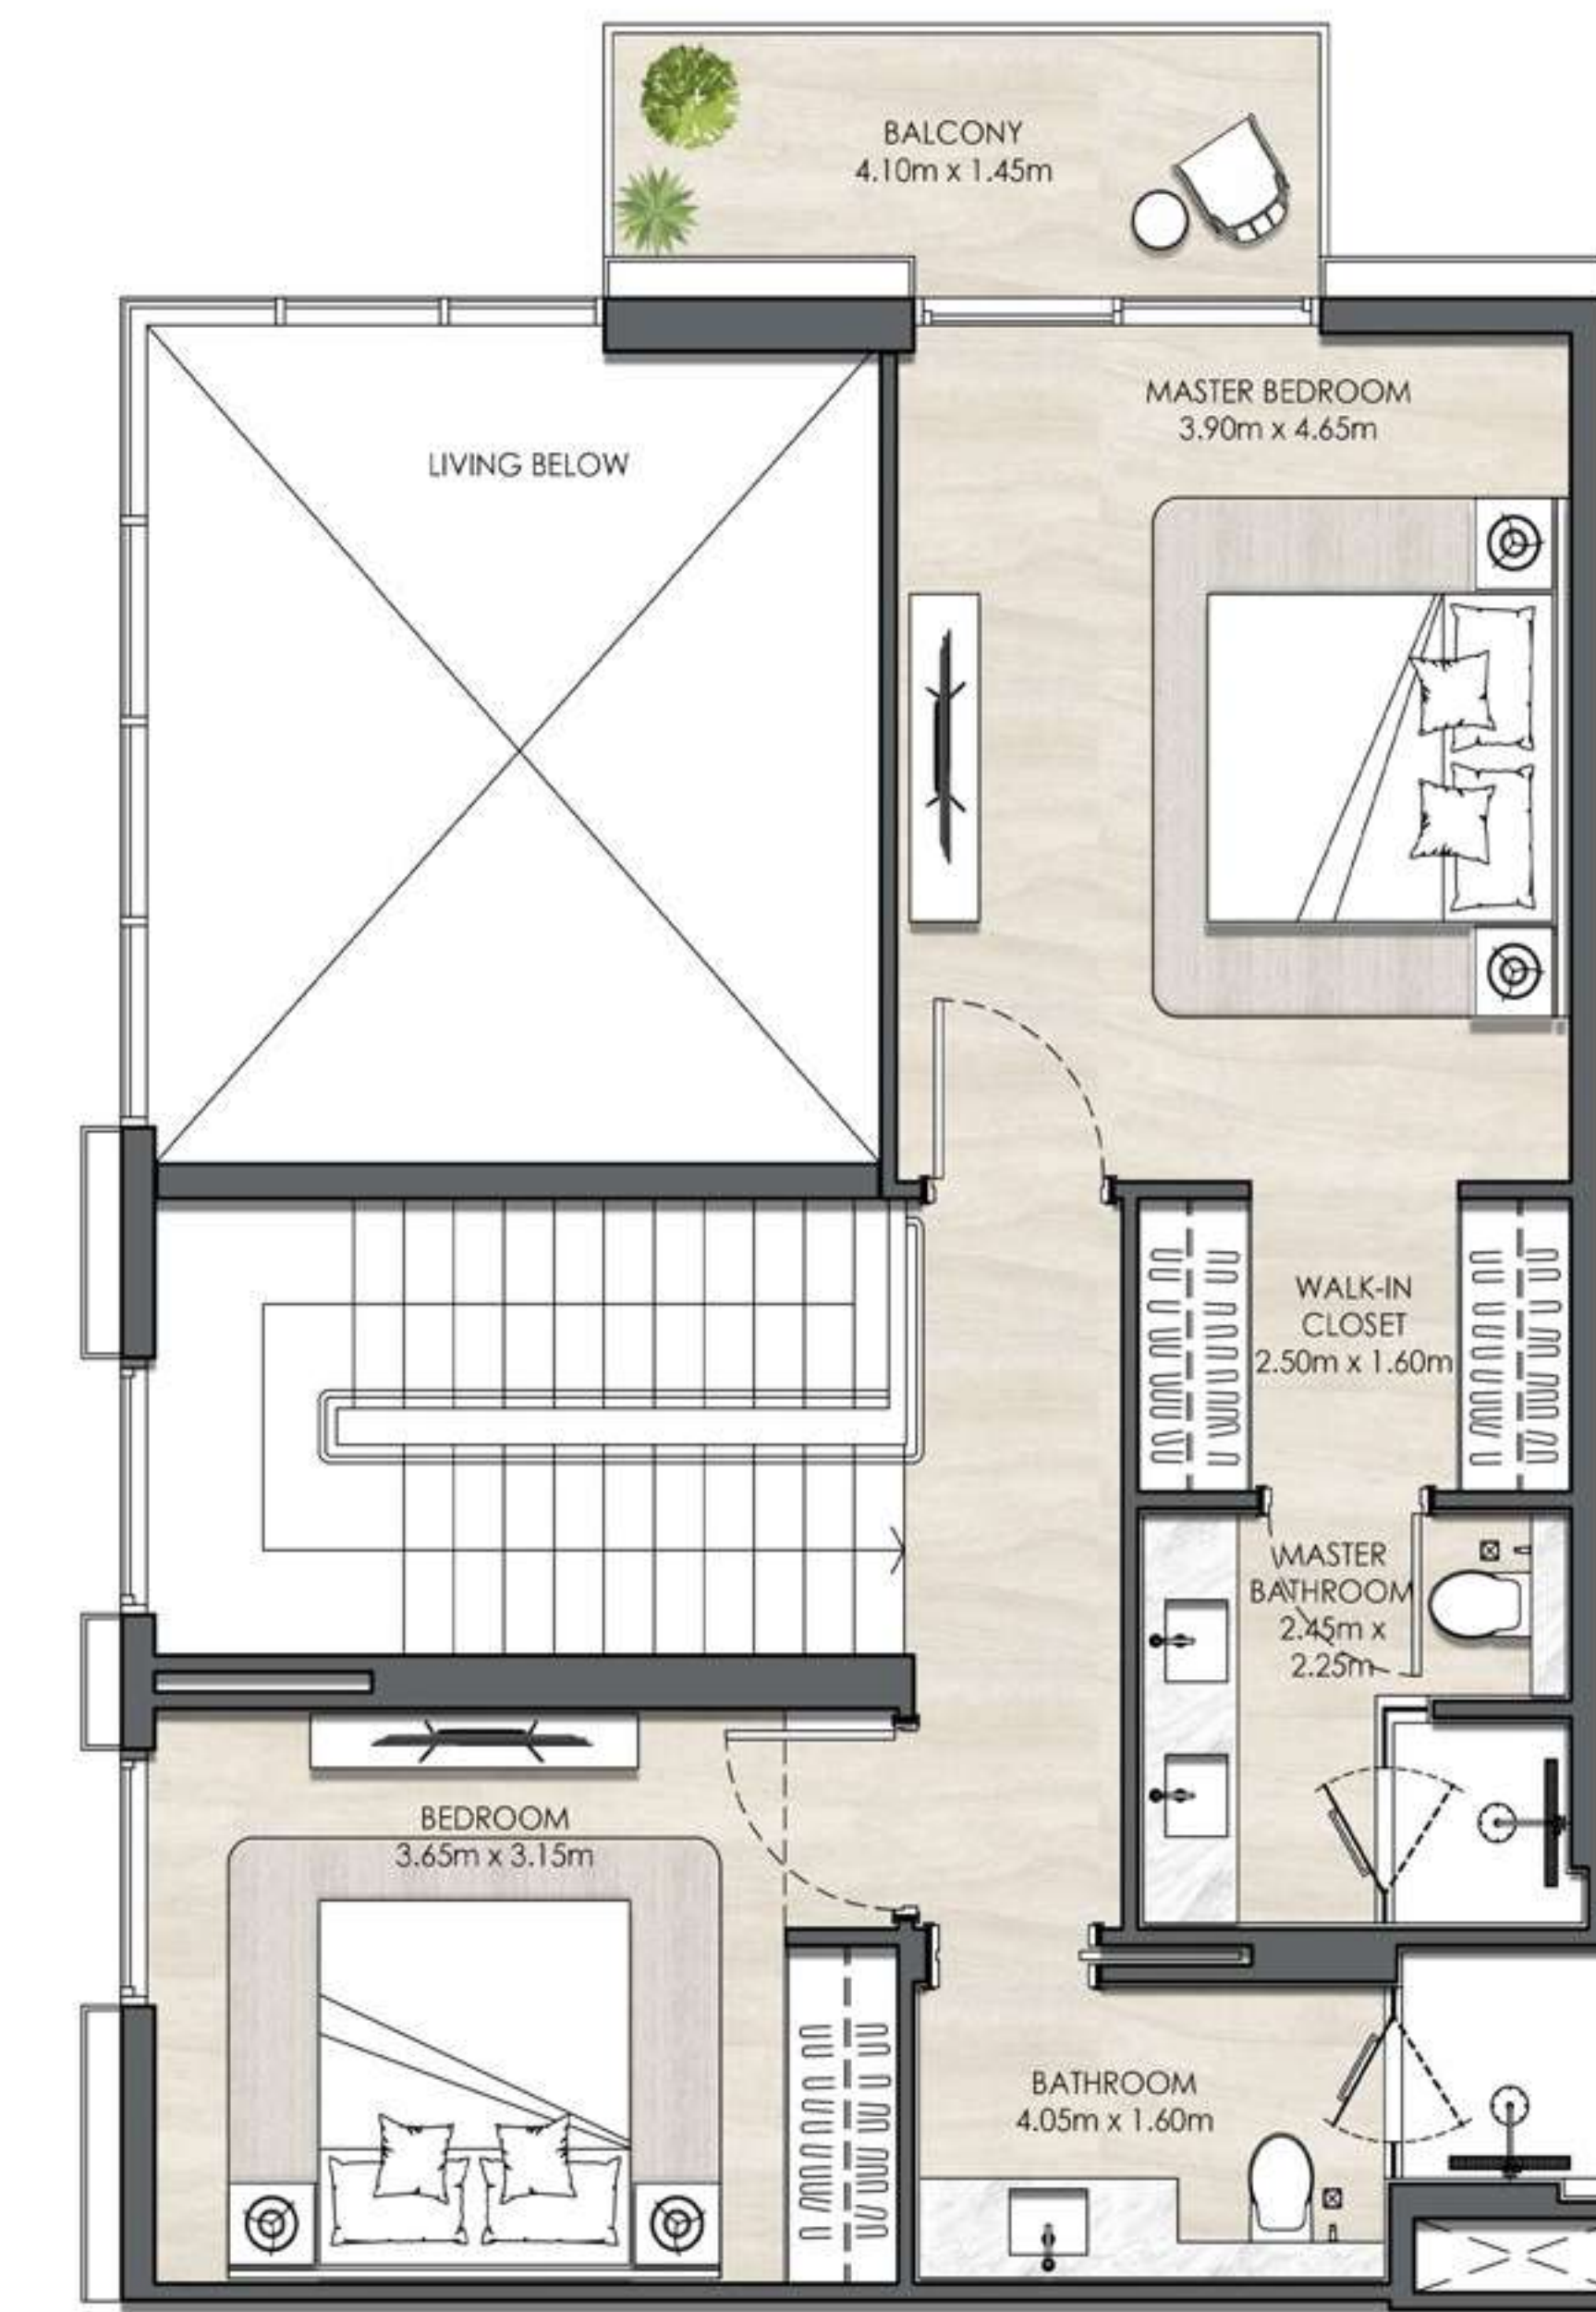 BALCONY
4.10m x 1.45m
MASTER BEDROOM
3.90m x 4.65m
LIVING BELOW
WALK-IN
CLOSET
2.50m x 1.60m
MASTER
BATHROOM
2.45m x
2.25m
BEDROOM
3.65m x 3.15m
BATHROOM
4.05m x 1.60m